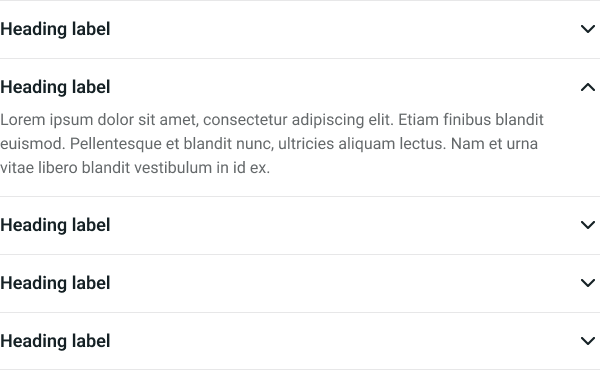 Heading label
Heading label
Lorem ipsum dolor sit amet, consectetur adipiscing elit. Etiam finibus blandit
euismod. Pellentesque et blandit nunc, ultricies aliquam lectus. Nam et urna
vitae libero blandit vestibulum in id ex.
Heading label
Heading label
Heading label